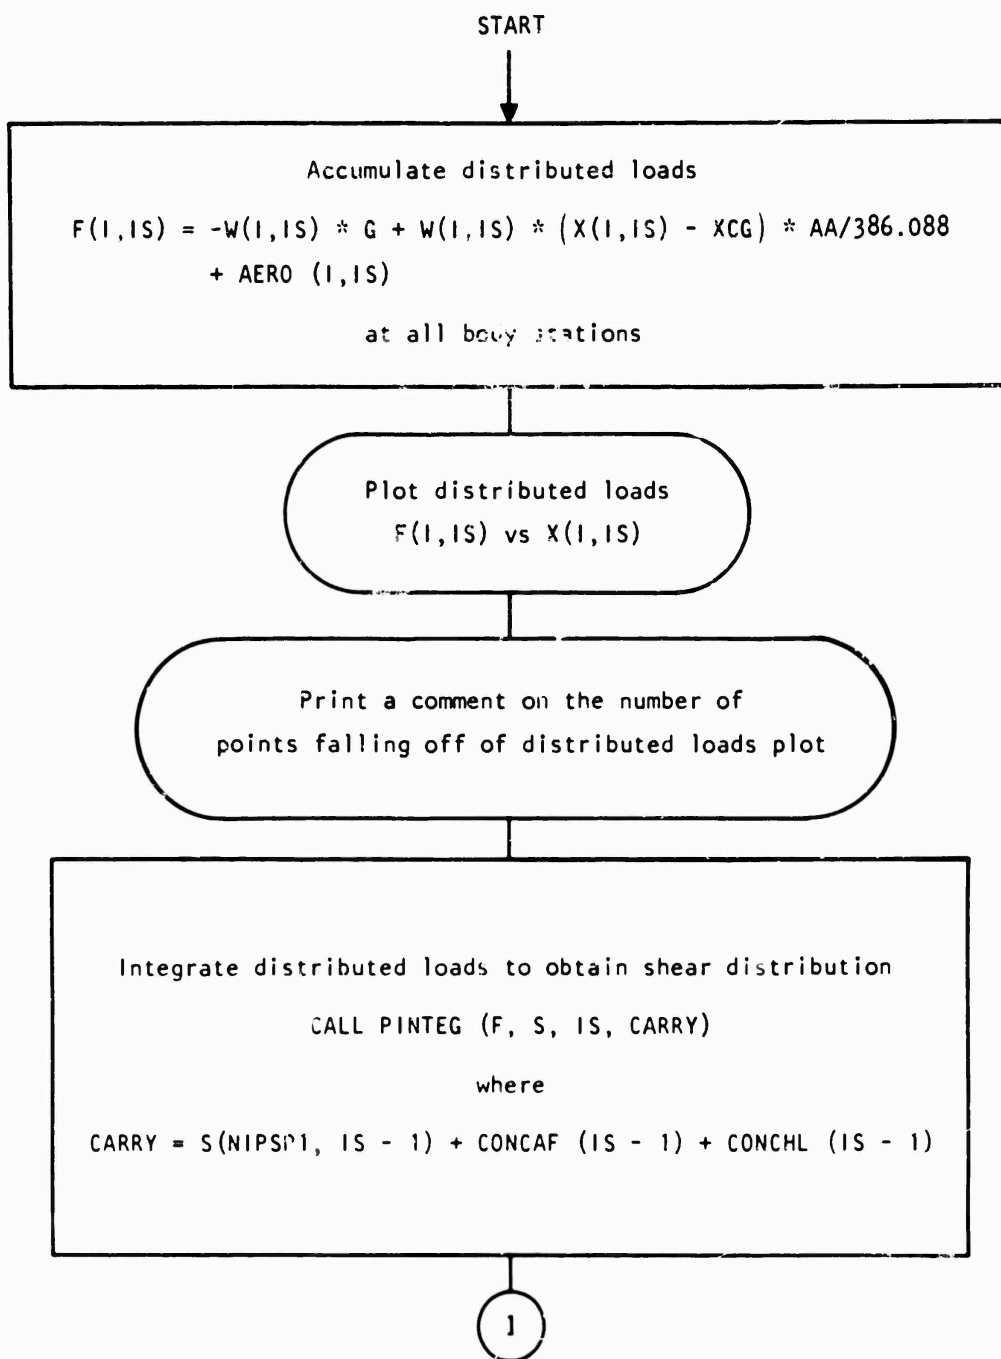 START
Accumulate distributed loads
F(I,IS) = -W(I,IS) * G + W(I,IS) * (X(I,IS) - XCG) * AA/386.088
+ AERO (I,IS)
at all body stations
Plot distributed loads
F(I,IS) vs X(I,IS)
Print a comment on the number of
points falling off of distributed loads plot
Integrate distributed loads to obtain shear distribution
CALL PINTEG (F, S, IS, CARRY)
where
CARRY = S(NIPSP1, IS - 1) + CONCAF (IS - 1) + CONCHL (IS - 1)
1